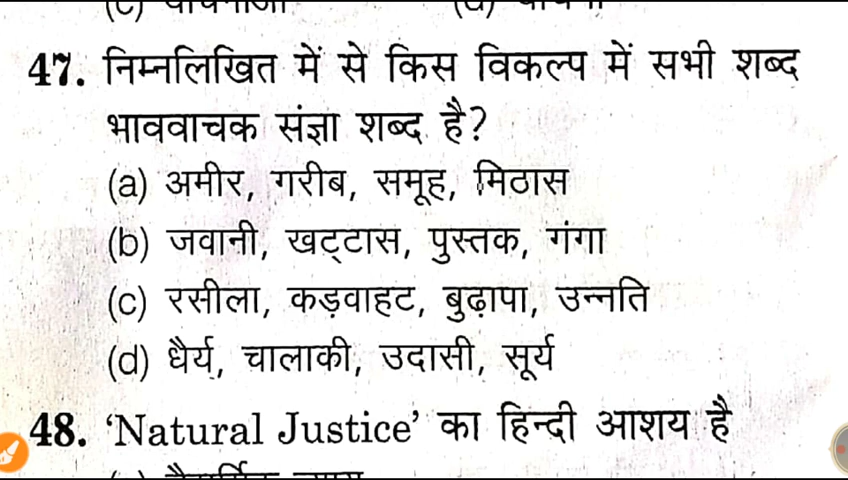 47. निम्नलिखित में से किस विकल्प में सभी शब्द
भाववाचक संज्ञा शब्द है?
(a) अमीर, गरीब, समूह, मिठास
(b) जवानी, खट्टास, पुस्तक, गंगा
(c) रसीला, कड़वाहट, बुढ़ापा, उन्नति
(d) धैर्य, चालाकी, उदासी, सूर्य
48. ‘Natural Justice’ का हिन्दी आशय है